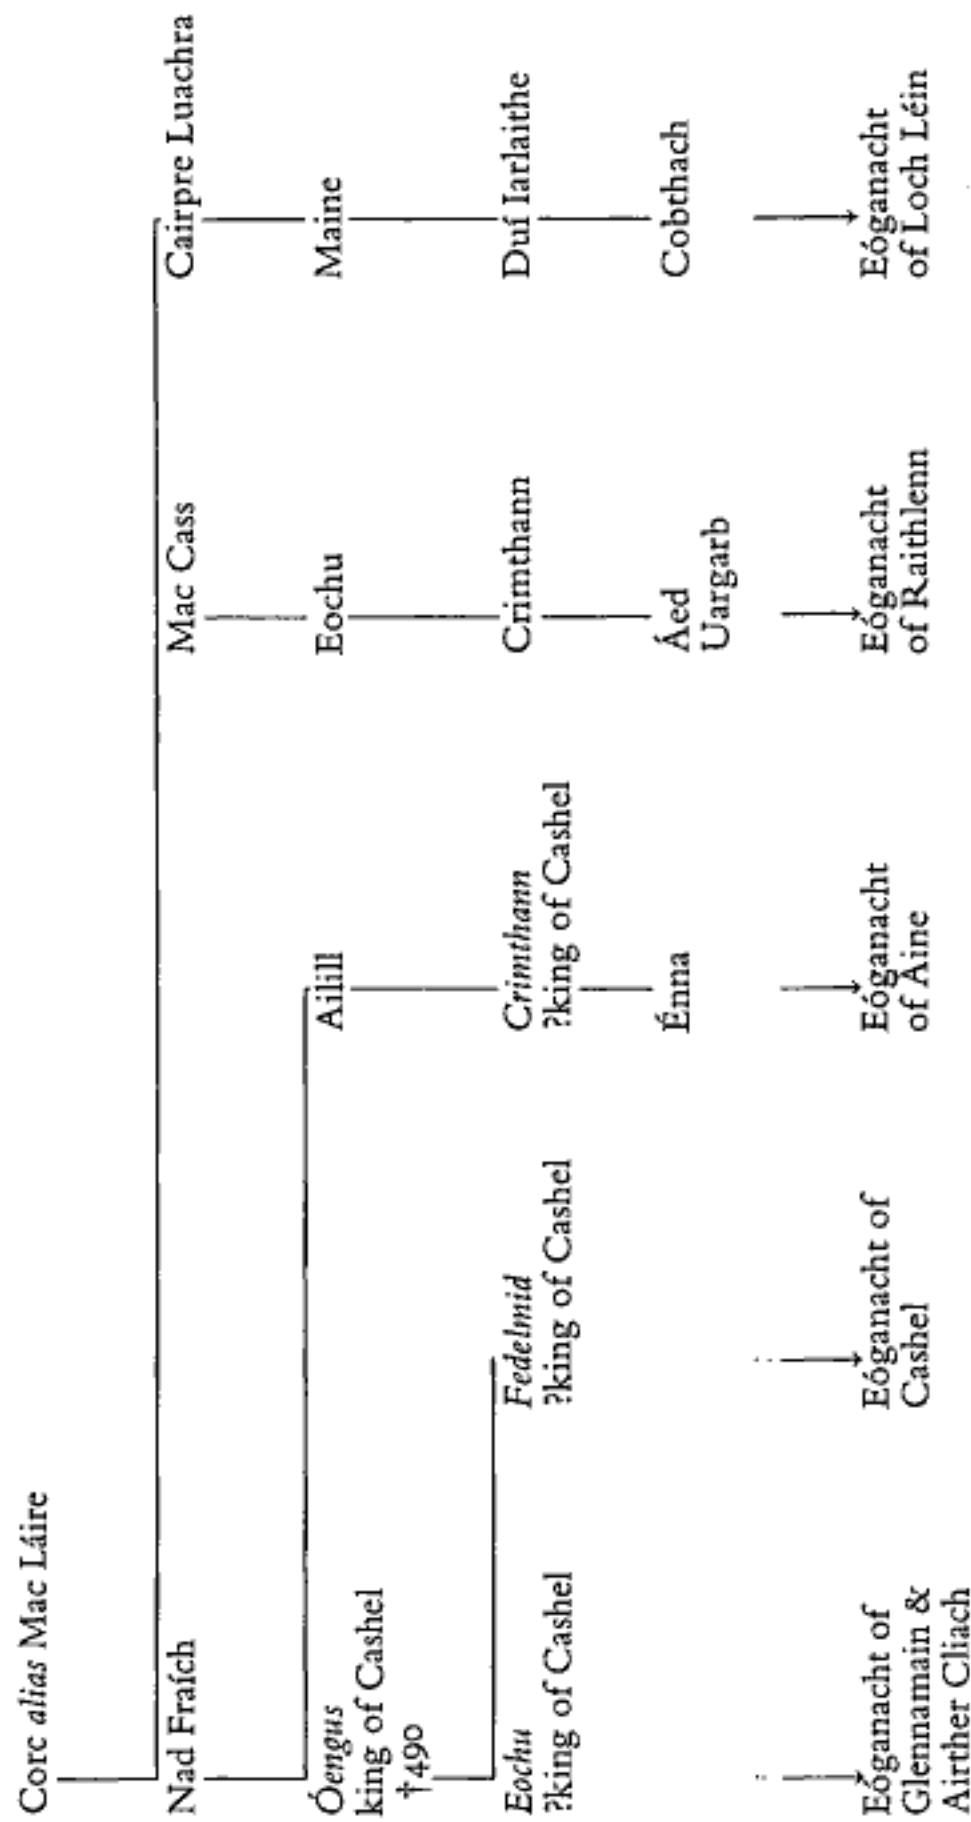 Corc alias Mac Láire
Nad Fraích
Mac Cass
Cairpre Luachra
Óengus
king of Cashel
†490
Ailill
Eochu
Maine
Eochu
?king of Cashel
Fedelmid
?king of Cashel
Crimthann
?king of Cashel
Crimthann
Duí Iarlaithe
Énna
Áed
Uargarb
Cobthach
Eóganacht of
Glennamain &
Airther Cliach
Eóganacht of
Cashel
Eóganacht
of Áine
Eóganacht
of Raithlenn
Eóganacht
of Loch Léin